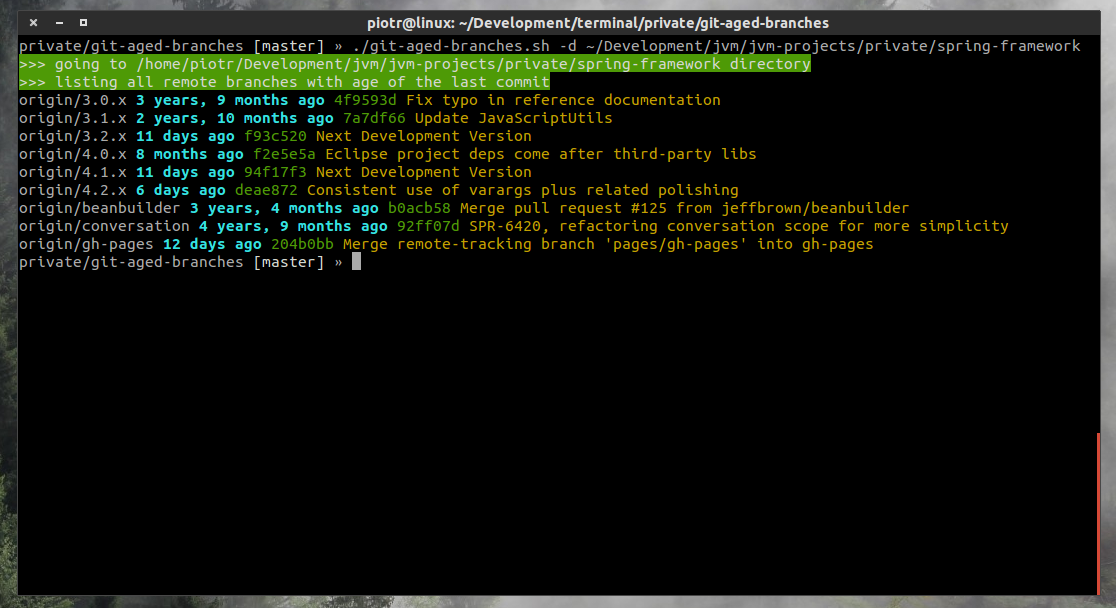 piotr@linux: ~/Development/terminal/private/git-aged-branches
private/git-aged-branches [master] » ./git-aged-branches.sh -d ~/Development/jvm/jvm-projects/private/spring-framework
>>> going to /home/piotr/Development/jvm/jvm-projects/private/spring-framework directory
>>> listing all remote branches with age of the last commit
origin/3.0.x 3 years, 9 months ago 4f9593d Fix typo in reference documentation
origin/3.1.x 2 years, 10 months ago 7a7df66 Update JavaScriptUtils
origin/3.2.x 11 days ago f93c520 Next Development Version
origin/4.0.x 8 months ago f2e5e5a Eclipse project deps come after third-party libs
origin/4.1.x 11 days ago 94f17f3 Next Development Version
origin/4.2.x 6 days ago deae872 Consistent use of varargs plus related polishing
origin/beanbuilder 3 years, 4 months ago b0acb58 Merge pull request #125 from jeffbrown/beanbuilder
origin/conversation 4 years, 9 months ago 92ff07d SPR-6420, refactoring conversation scope for more simplicity
origin/gh-pages 12 days ago 204b0bb Merge remote-tracking branch 'pages/gh-pages' into gh-pages
private/git-aged-branches [master] »